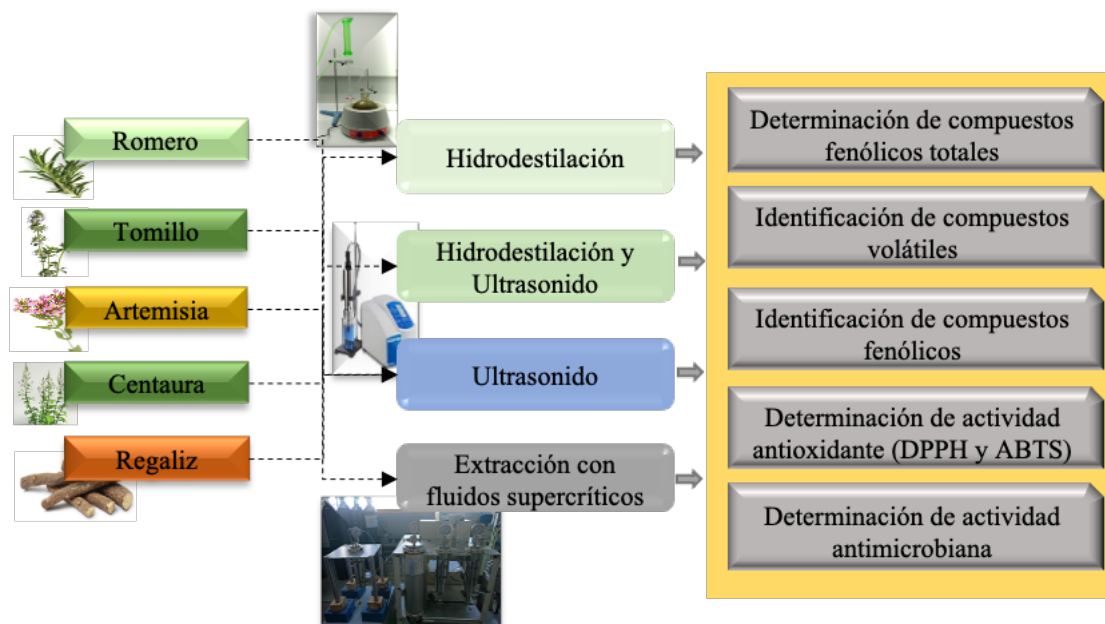 Romero
Tomillo
Artemisia
Centaura
Regaliz
Hidrodestilación
Hidrodestilación y
Ultrasonido
Ultrasonido
Extracción con
fluidos supercríticos
Determinación de compuestos
fenólicos totales
Identificación de compuestos
volátiles
Identificación de compuestos
fenólicos
Determinación de actividad
antioxidante (DPPH y ABTS)
Determinación de actividad
antimicrobiana